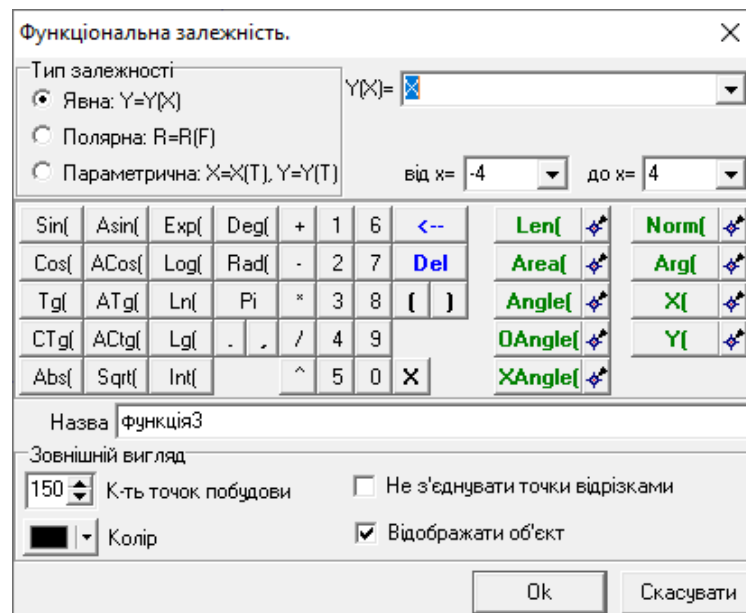 Функціональна залежність.
Тип залежності
Явна: Y=Y(X)
Полярна: R=R(F)
Параметрична: X=X(T), Y=Y(T)
Y(X)= X
від x= -4 до x= 4
Sin( Asin( Exp( Deg( + 1 6 <-- Len( Norm(
Cos( ACos( Log( Rad( - 2 7 Del Area( Arg(
Tg( ATg( Ln( Pi * 3 8 ( ) Angle( X(
CTg( ACtg( Lg( . , / 4 9 OAngle( Y(
Abs( Sqrt( Int( ^ 5 0 X XAngle(
Назва Функція3
Зовнішній вигляд
150 К-ть точок побудови
Не з'єднувати точки відрізками
Колір
Відображати об'єкт
Ok Скасувати